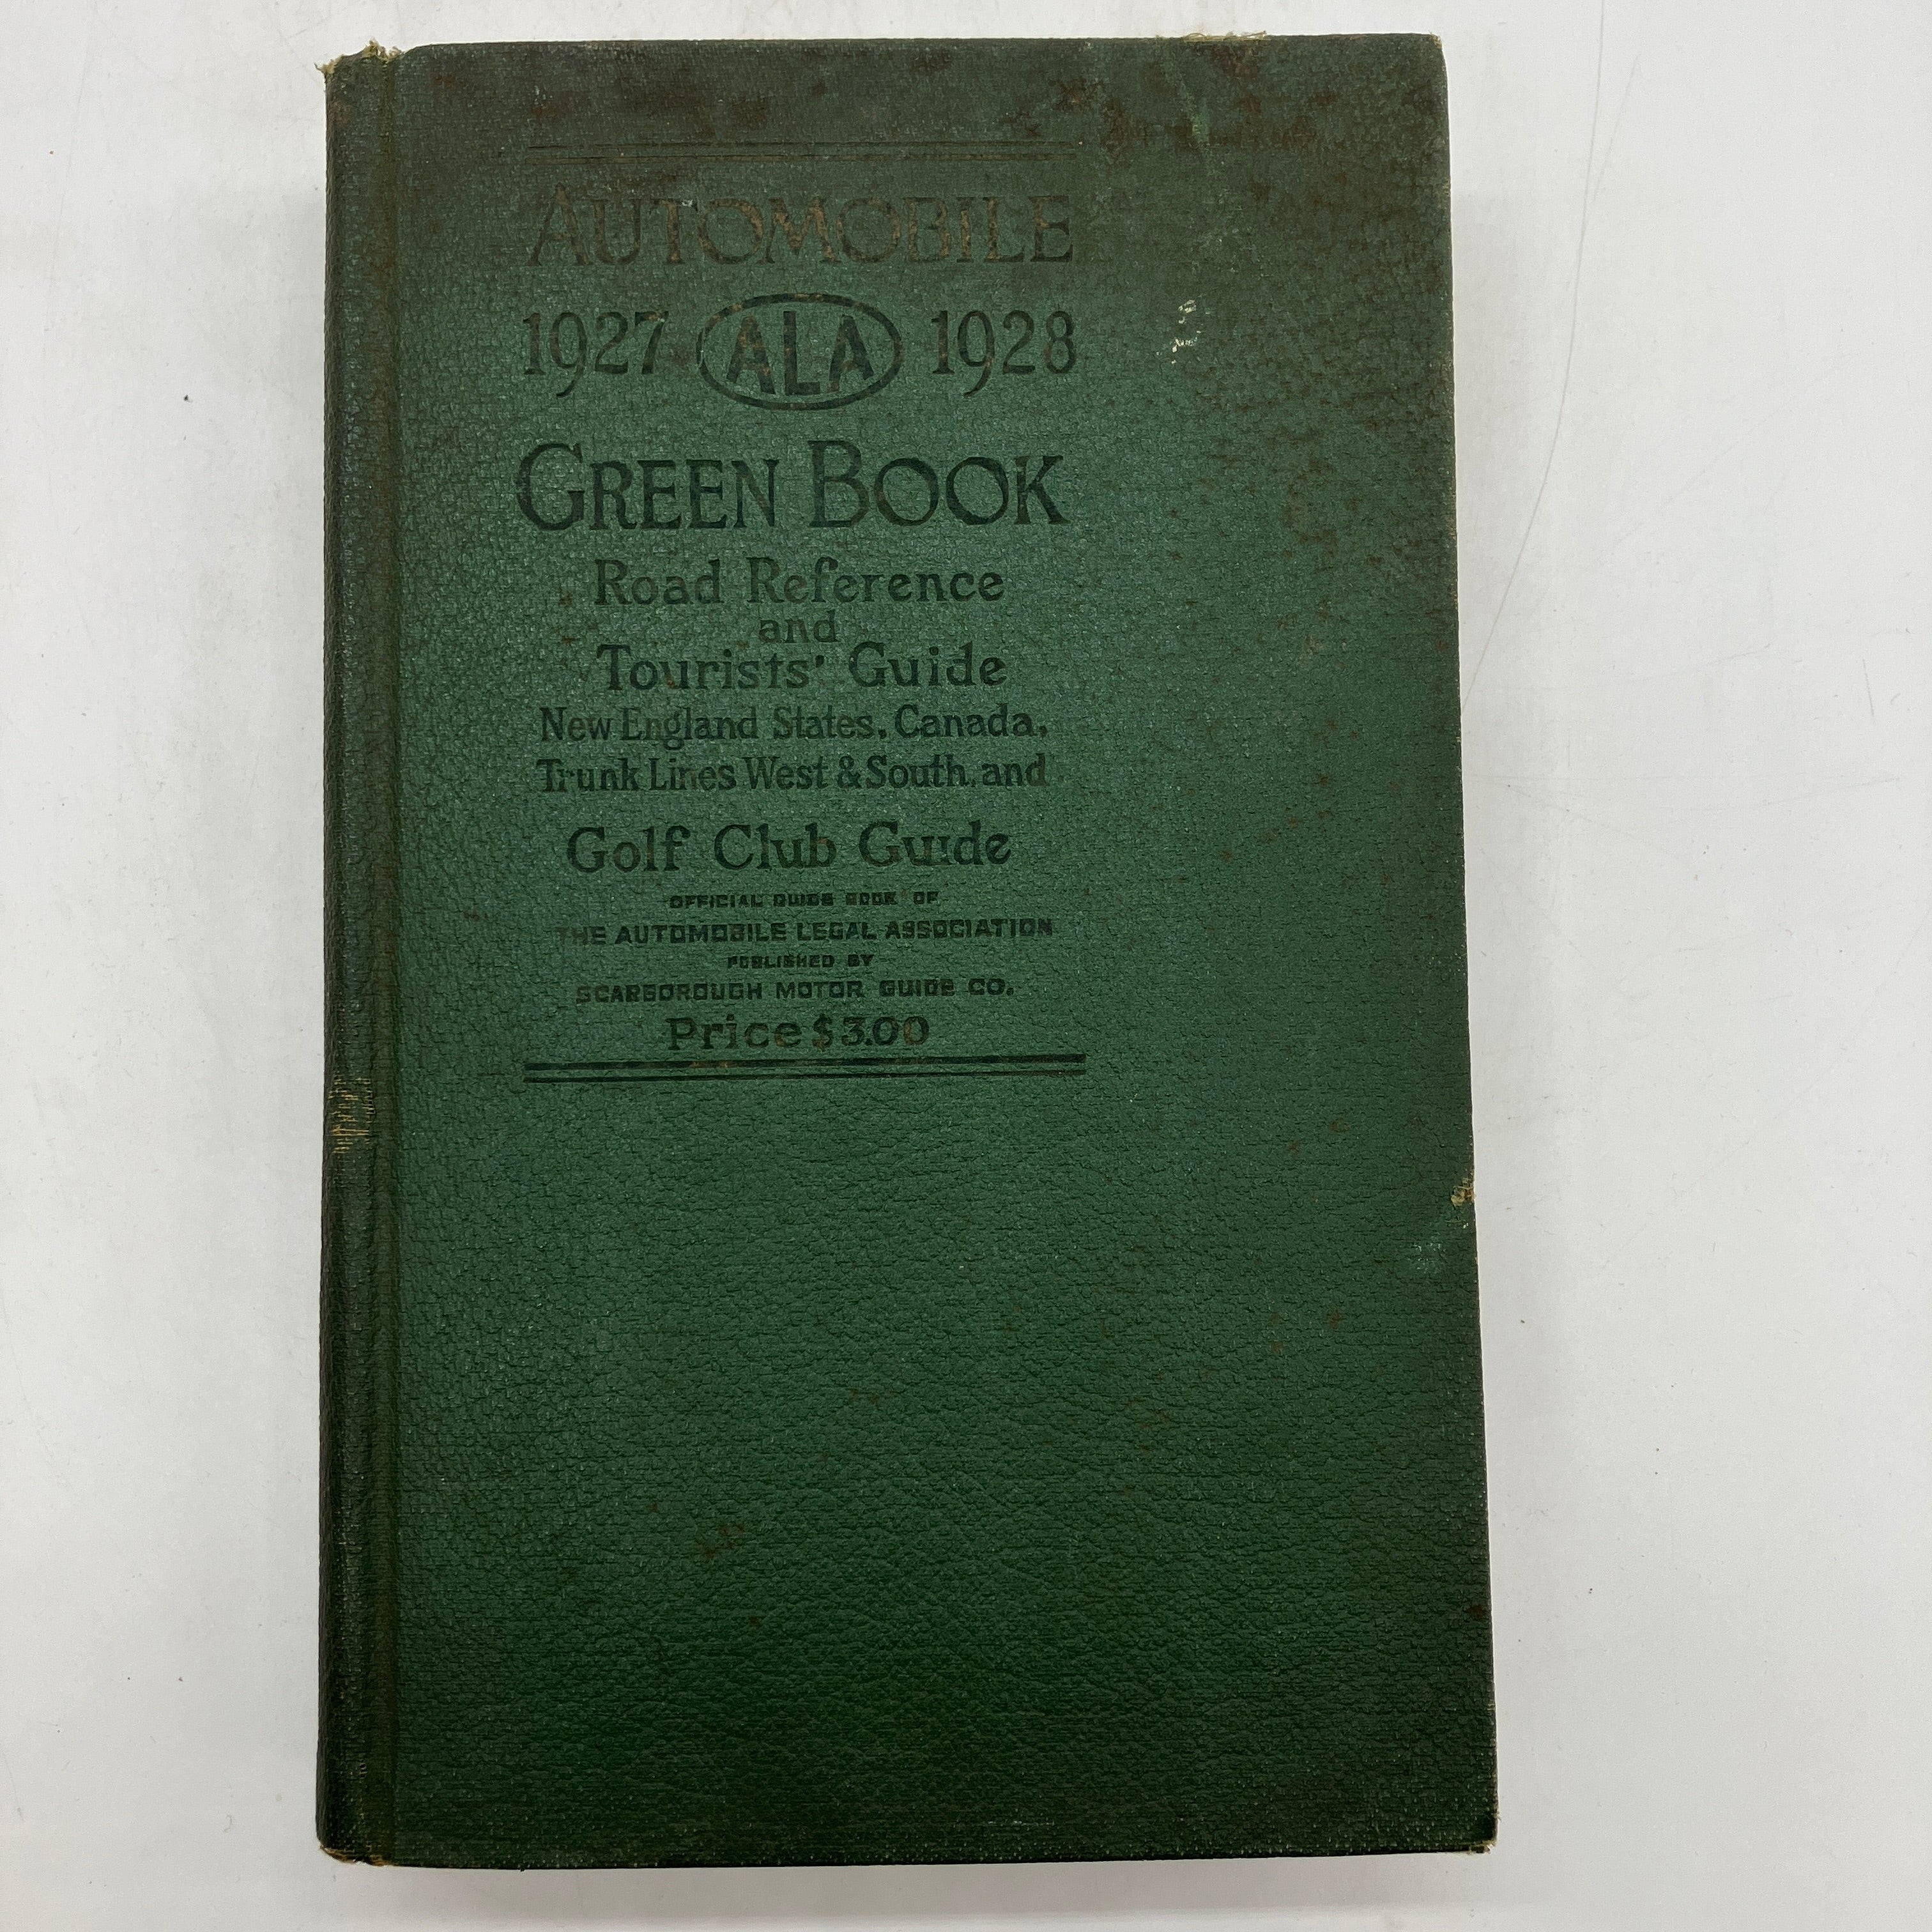 AUTOMOBILE
1927 ALA 1928
GREEN BOOK
Road Reference
and
Tourists' Guide
New England States, Canada,
Trunk Lines West & South, and
Golf Club Guide
OFFICIAL GUIDE BOOK OF
THE AUTOMOBILE LEGAL ASSOCIATION
PUBLISHED BY
SCARBOROUGH MOTOR GUIDE CO.
Price $3.00